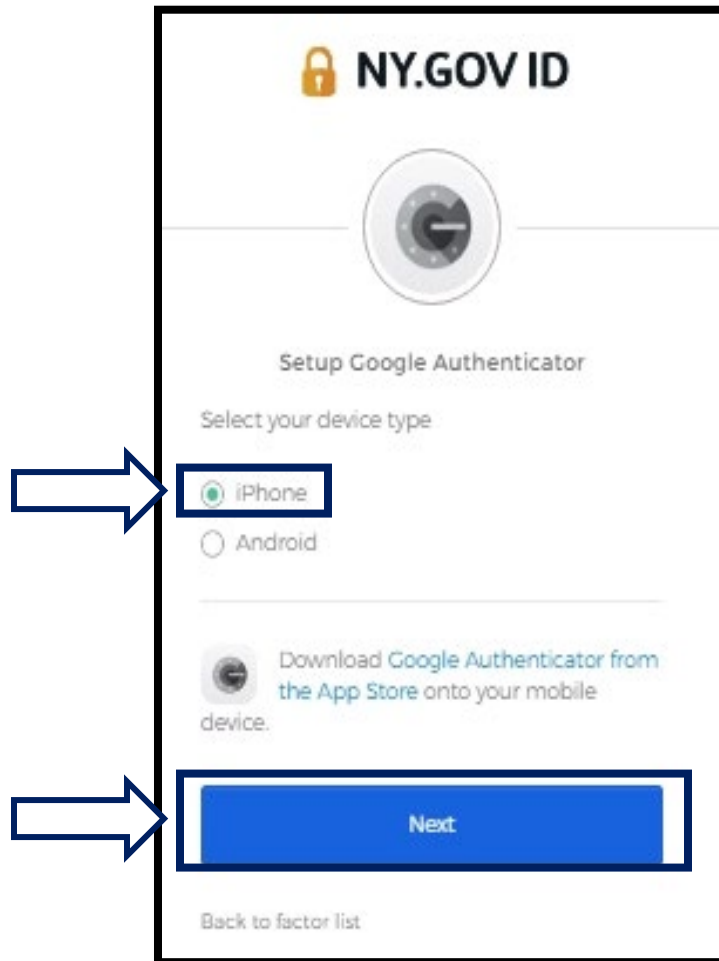 NY.GOV ID
Setup Google Authenticator
Select your device type
iPhone
Android
Download Google Authenticator from
the App Store onto your mobile
device.
Next
Back to factor list